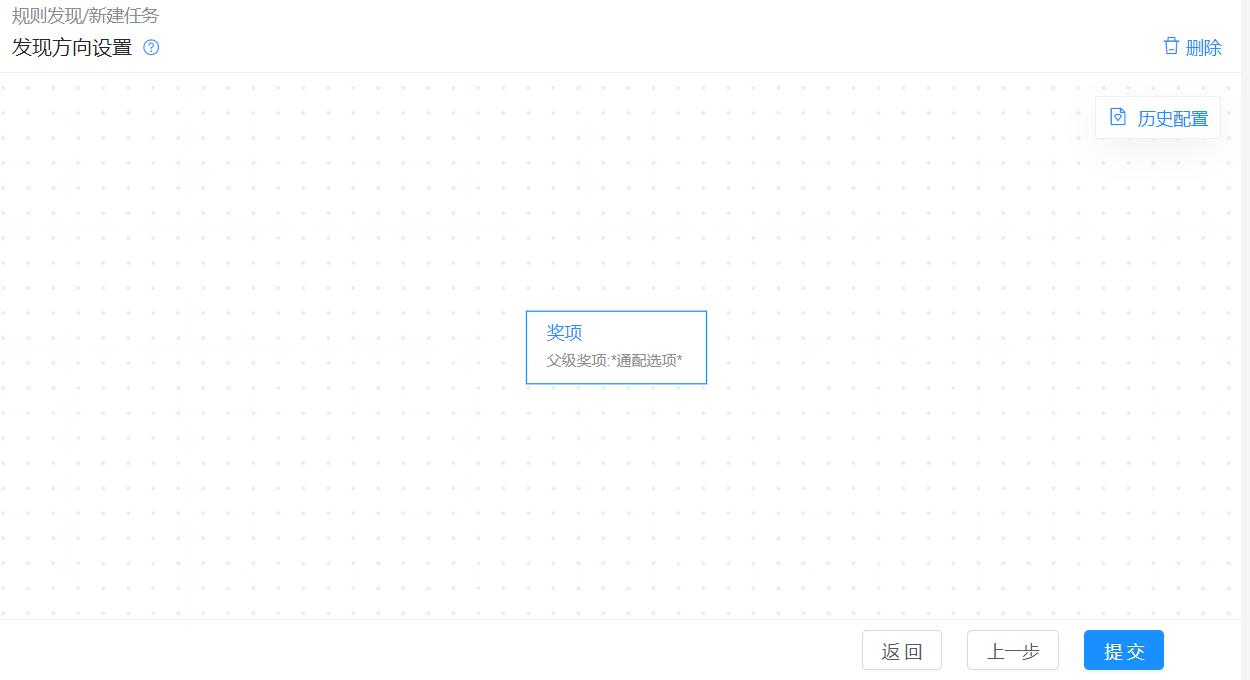 规则发现/新建任务
发现方向设置
删除
历史配置
奖项
父级奖项:*通配选项*
返 回
上一步
提 交